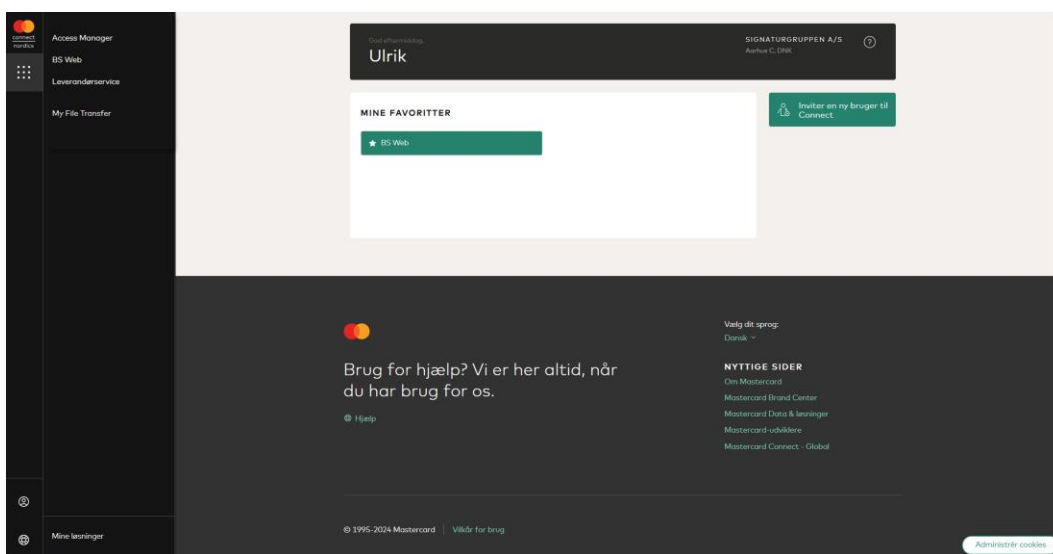 connect
nordics
Access Manager
BS Web
Leverandørservice
My File Transfer
God eftermiddag,
Ulrik
SIGNATURGRUPPEN A/S
Aarhus C, DNK
?
MINE FAVORITTER
BS Web
Inviter en ny bruger til
Connect
Brug for hjælp? Vi er her altid, når
du har brug for os.
Hjælp
Vælg dit sprog:
Dansk
NYTTIGE SIDER
Om Mastercard
Mastercard Brand Center
Mastercard Data & løsninger
Mastercard-udviklere
Mastercard Connect - Global
© 1995-2024 Mastercard | Vilkår for brug
Mine løsninger
Administrér cookies